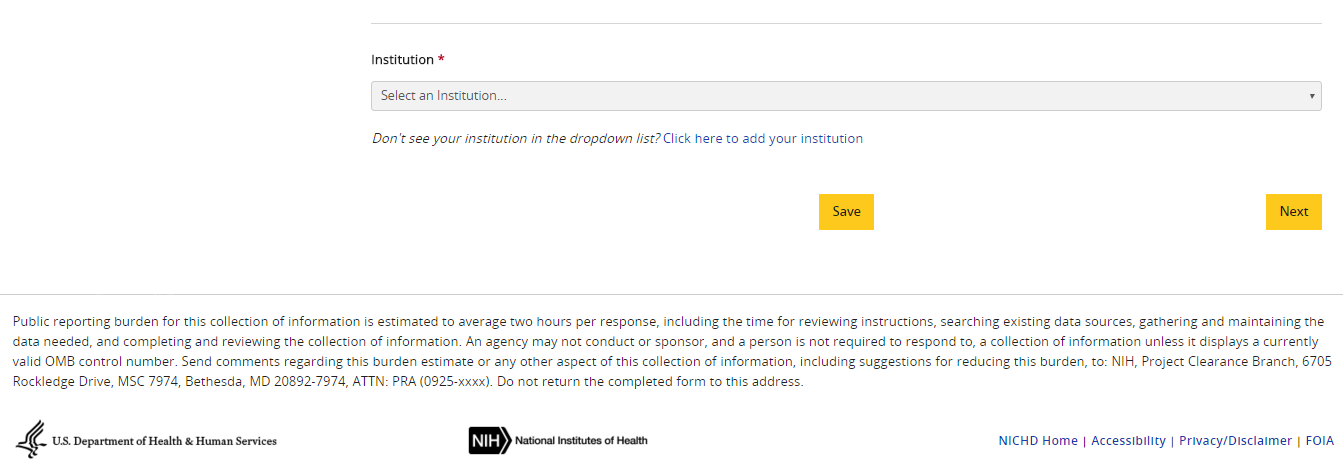 Institution *
Select an Institution...
Don't see your institution in the dropdown list? Click here to add your institution
Save
Next
Public reporting burden for this collection of information is estimated to average two hours per response, including the time for reviewing instructions, searching existing data sources, gathering and maintaining the
data needed, and completing and reviewing the collection of information. An agency may not conduct or sponsor, and a person is not required to respond to, a collection of information unless it displays a currently
valid OMB control number. Send comments regarding this burden estimate or any other aspect of this collection of information, including suggestions for reducing this burden, to: NIH, Project Clearance Branch, 6705
Rockledge Drive, MSC 7974, Bethesda, MD 20892-7974, ATTN: PRA (0925-xxxx). Do not return the completed form to this address.
U.S. Department of Health & Human Services
NIH National Institutes of Health
NICHD Home | Accessibility | Privacy/Disclaimer | FOIA